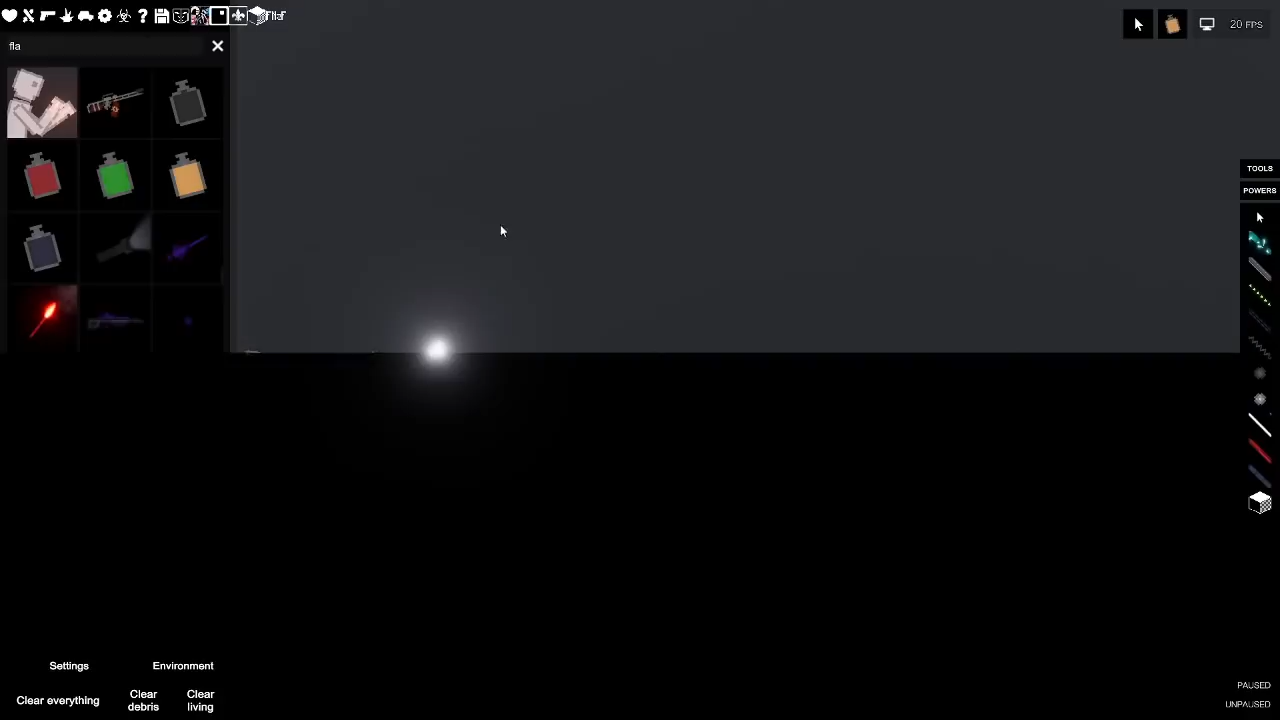 fla
20 FPS
TOOLS
POWERS
Settings
Environment
Clear everything
Clear debris
Clear living
PAUSED
UNPAUSED